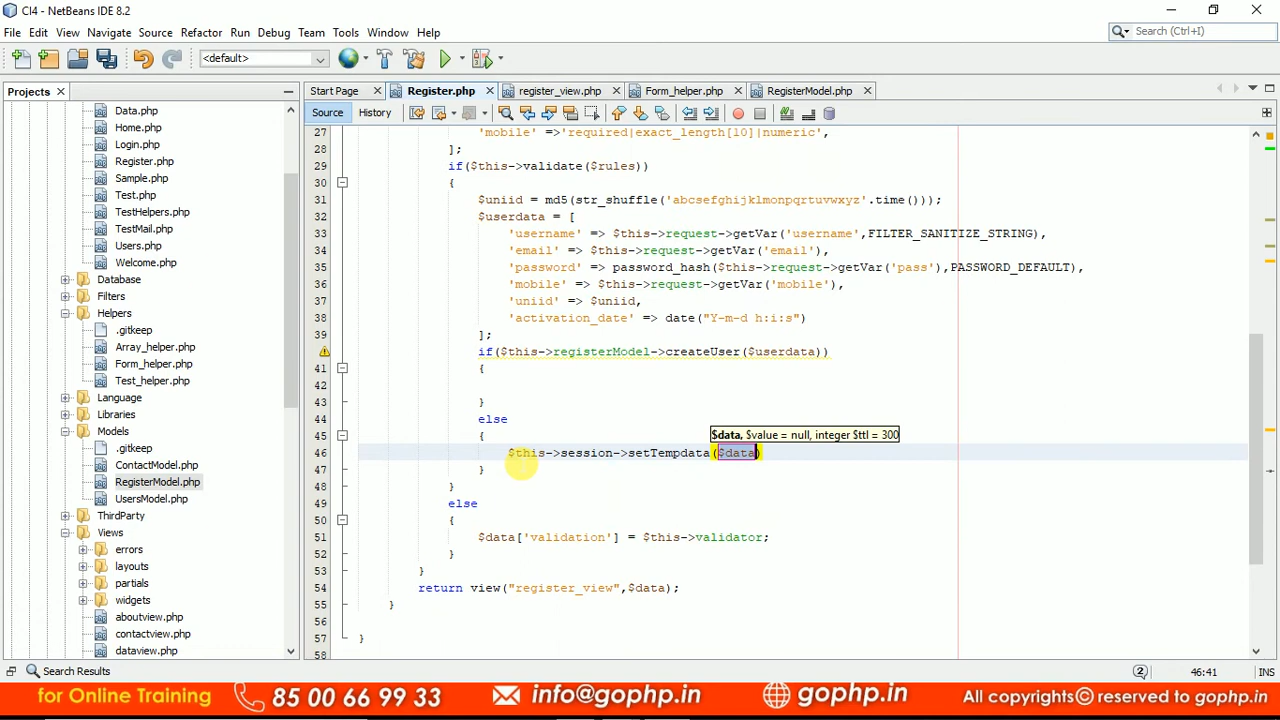 CI4 - NetBeans IDE 8.2
File Edit View Navigate Source Refactor Run Debug Team Tools Window Help
Search (Ctrl+I)
<default>
Projects
Start Page Register.php register_view.php Form_helper.php RegisterModel.php
Source History
Data.php
Home.php
Login.php
Register.php
Sample.php
Test.php
TestHelpers.php
TestMail.php
Users.php
Welcome.php
Database
Filters
Helpers
.gitkeep
Array_helper.php
Form_helper.php
Test_helper.php
Language
Libraries
Models
.gitkeep
ContactModel.php
RegisterModel.php
UsersModel.php
ThirdParty
Views
errors
layouts
partials
widgets
aboutview.php
contactview.php
dataview.php
27 'mobile' =>'required|exact_length[10]|numeric',
28 ];
29 if($this->validate($rules))
30 {
31 $uniid = md5(str_shuffle('abcsefghijklmonpqrtuvwxyz'.time()));
32 $userdata = [
33 'username' => $this->request->getVar('username',FILTER_SANITIZE_STRING),
34 'email' => $this->request->getVar('email'),
35 'password' => password_hash($this->request->getVar('pass'),PASSWORD_DEFAULT),
36 'mobile' => $this->request->getVar('mobile'),
37 'uniid' => $uniid,
38 'activation_date' => date("Y-m-d h:i:s")
39 ];
if($this->registerModel->createUser($userdata))
41 {
42
43 }
44 else
45 {
$data, $value = null, integer $ttl = 300
46 $this->session->setTempdata($data)
47 }
48 }
49 else
50 {
51 $data['validation'] = $this->validator;
52 }
53 }
54 return view("register_view",$data);
55 }
56
57 }
58
Search Results
2
46:41
INS
for Online Training 85 00 66 99 33 info@gophp.in gophp.in All copyrights© reserved to gophp.in